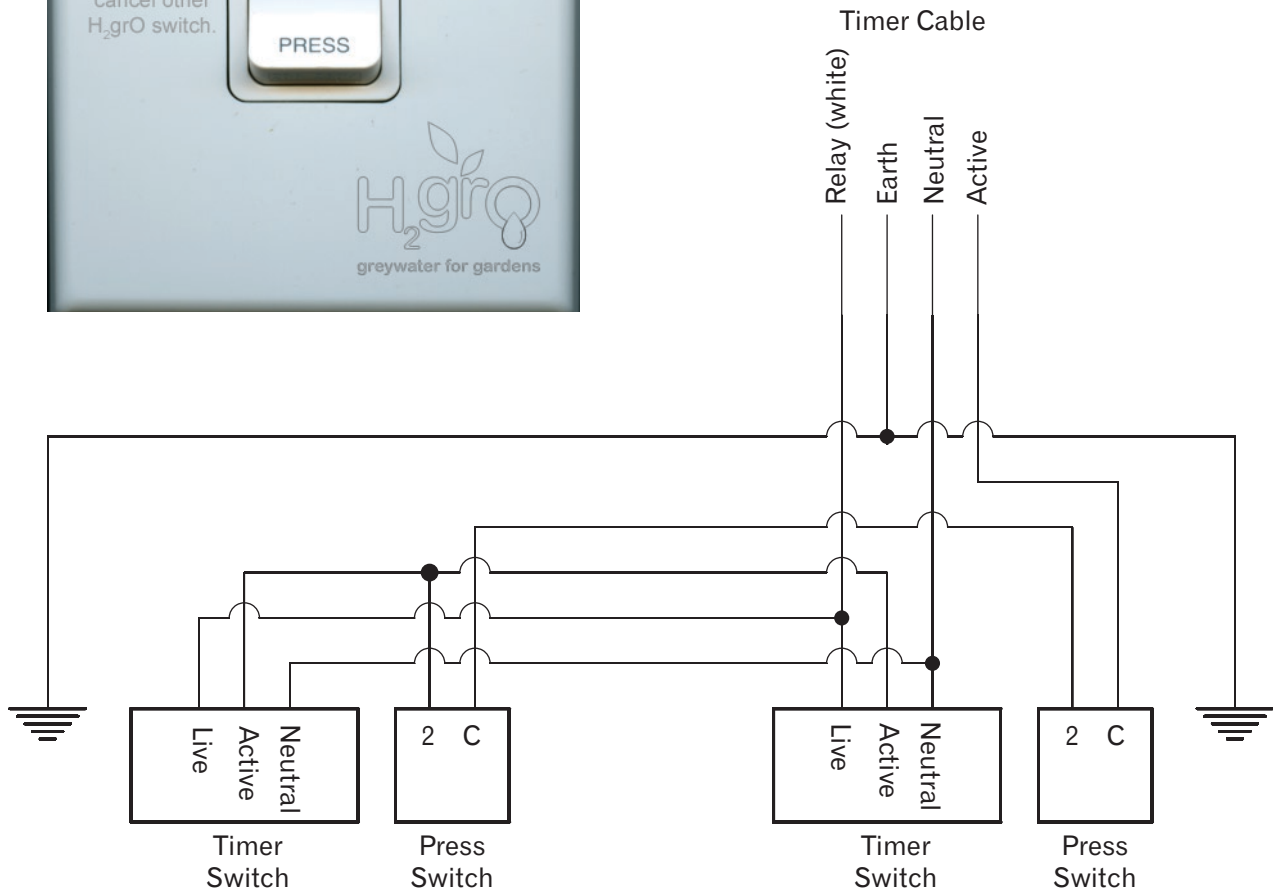 cancel other
H₂grO switch.
PRESS
H₂grO
greywater for gardens
Timer Cable
Relay (white)
Earth
Neutral
Active
Live
Active
Neutral
2 C
Live
Active
Neutral
2 C
Timer
Switch
Press
Switch
Timer
Switch
Press
Switch